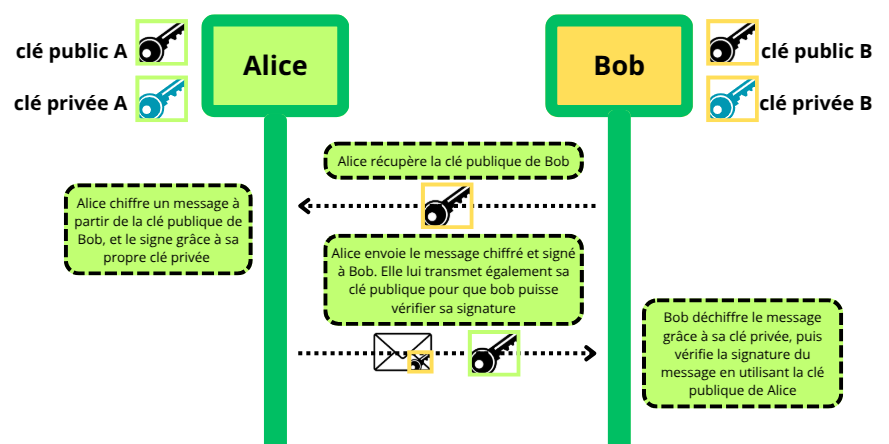 clé public A
clé privée A
Alice
Bob
clé public B
clé privée B
Alice récupère la clé publique de Bob
Alice chiffre un message à
partir de la clé publique de
Bob, et le signe grâce à sa
propre clé privée
Alice envoie le message chiffré et signé
à Bob. Elle lui transmet également sa
clé publique pour que bob puisse
vérifier sa signature
Bob déchiffre le message
grâce à sa clé privée, puis
vérifie la signature du
message en utilisant la clé
publique de Alice